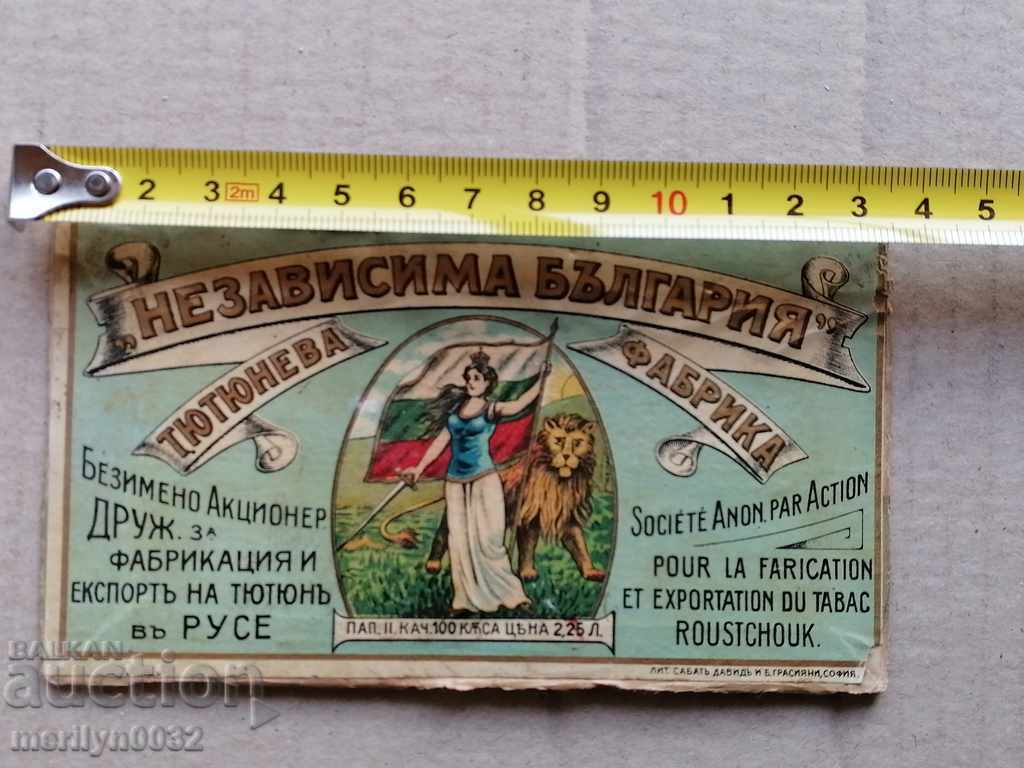 2 3 2m 4 5 6 7 8 9 10 1 2 3 4 5
„НЕЗАВИСИМА БЪЛГАРИЯ“
ТЮТЮНЕВА ФАБРИКА
БЕЗИМЕНО АКЦИОНЕР
ДРУЖ. ЗА
ФАБРИКАЦИЯ И
ЕКСПОРТЪ НА ТЮТЮНЪ
ВЪ РУСЕ
SOCIÉTÉ ANON. PAR ACTION
POUR LA FARICATION
ET EXPORTATION DU TABAC
ROUSTCHOUK.
ПАП. II. КАЧ. 100 КѪСА ЦѢНА 2,25 Л.
ЛИТ. САБАТЪ ДАВИДЪ И Б. ГРАСИЯНИ, СОФИЯ.
BALKAN
auction
merilyn0032